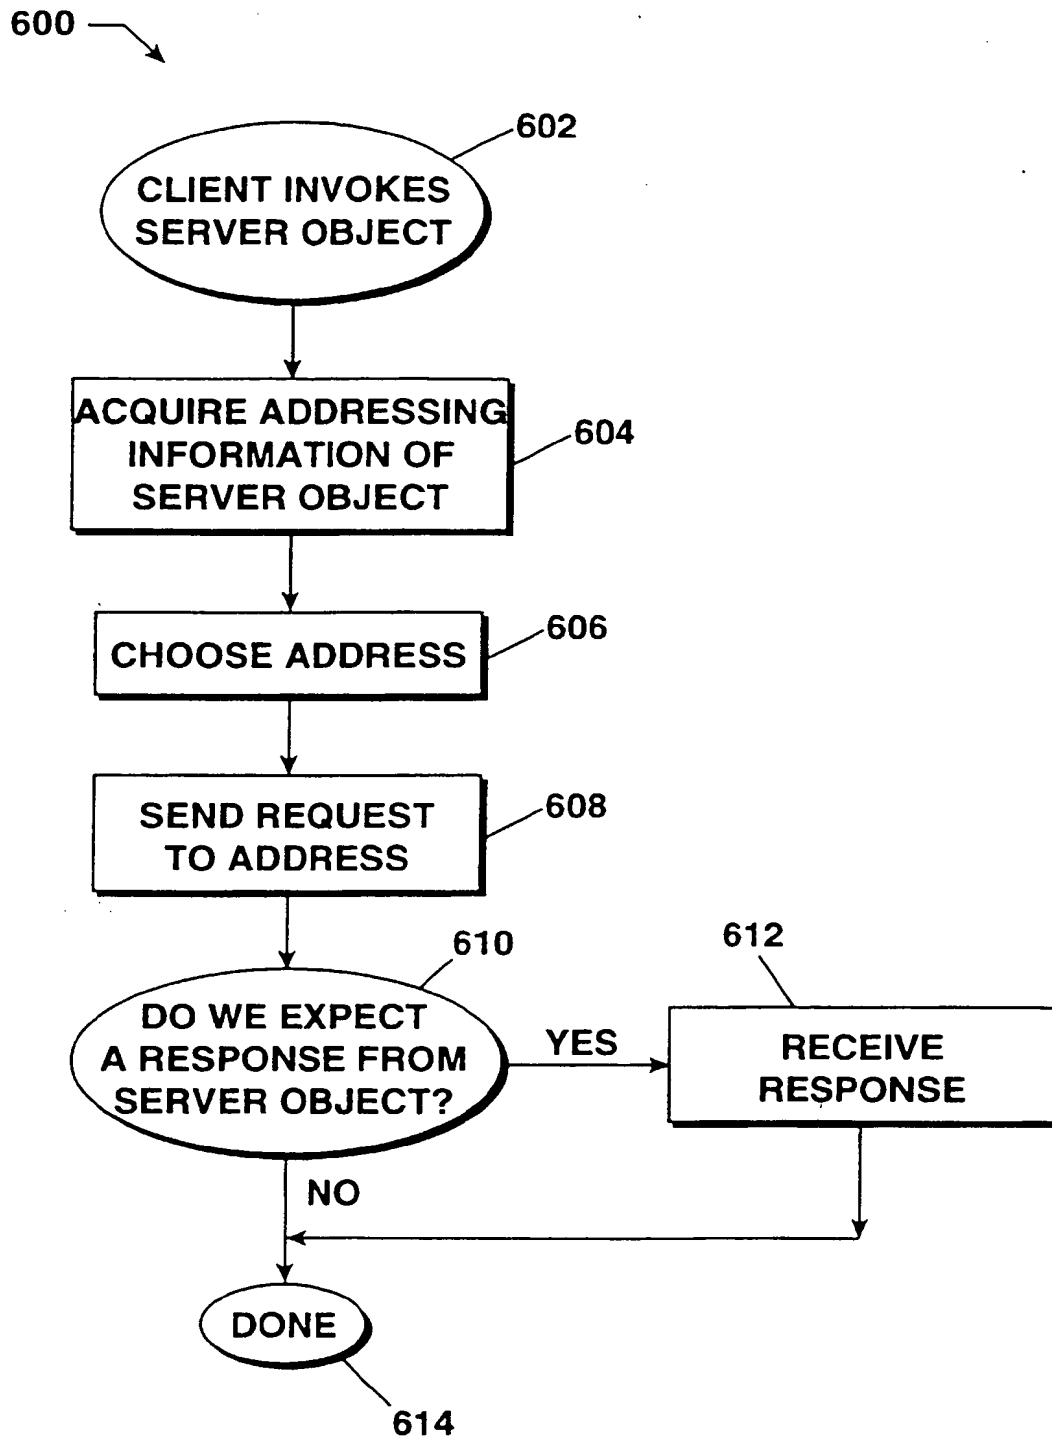 600
602
CLIENT INVOKES
SERVER OBJECT
ACQUIRE ADDRESSING
INFORMATION OF
SERVER OBJECT
604
CHOOSE ADDRESS
606
SEND REQUEST
TO ADDRESS
608
610
DO WE EXPECT
A RESPONSE FROM
SERVER OBJECT?
YES
612
RECEIVE
RESPONSE
NO
DONE
614